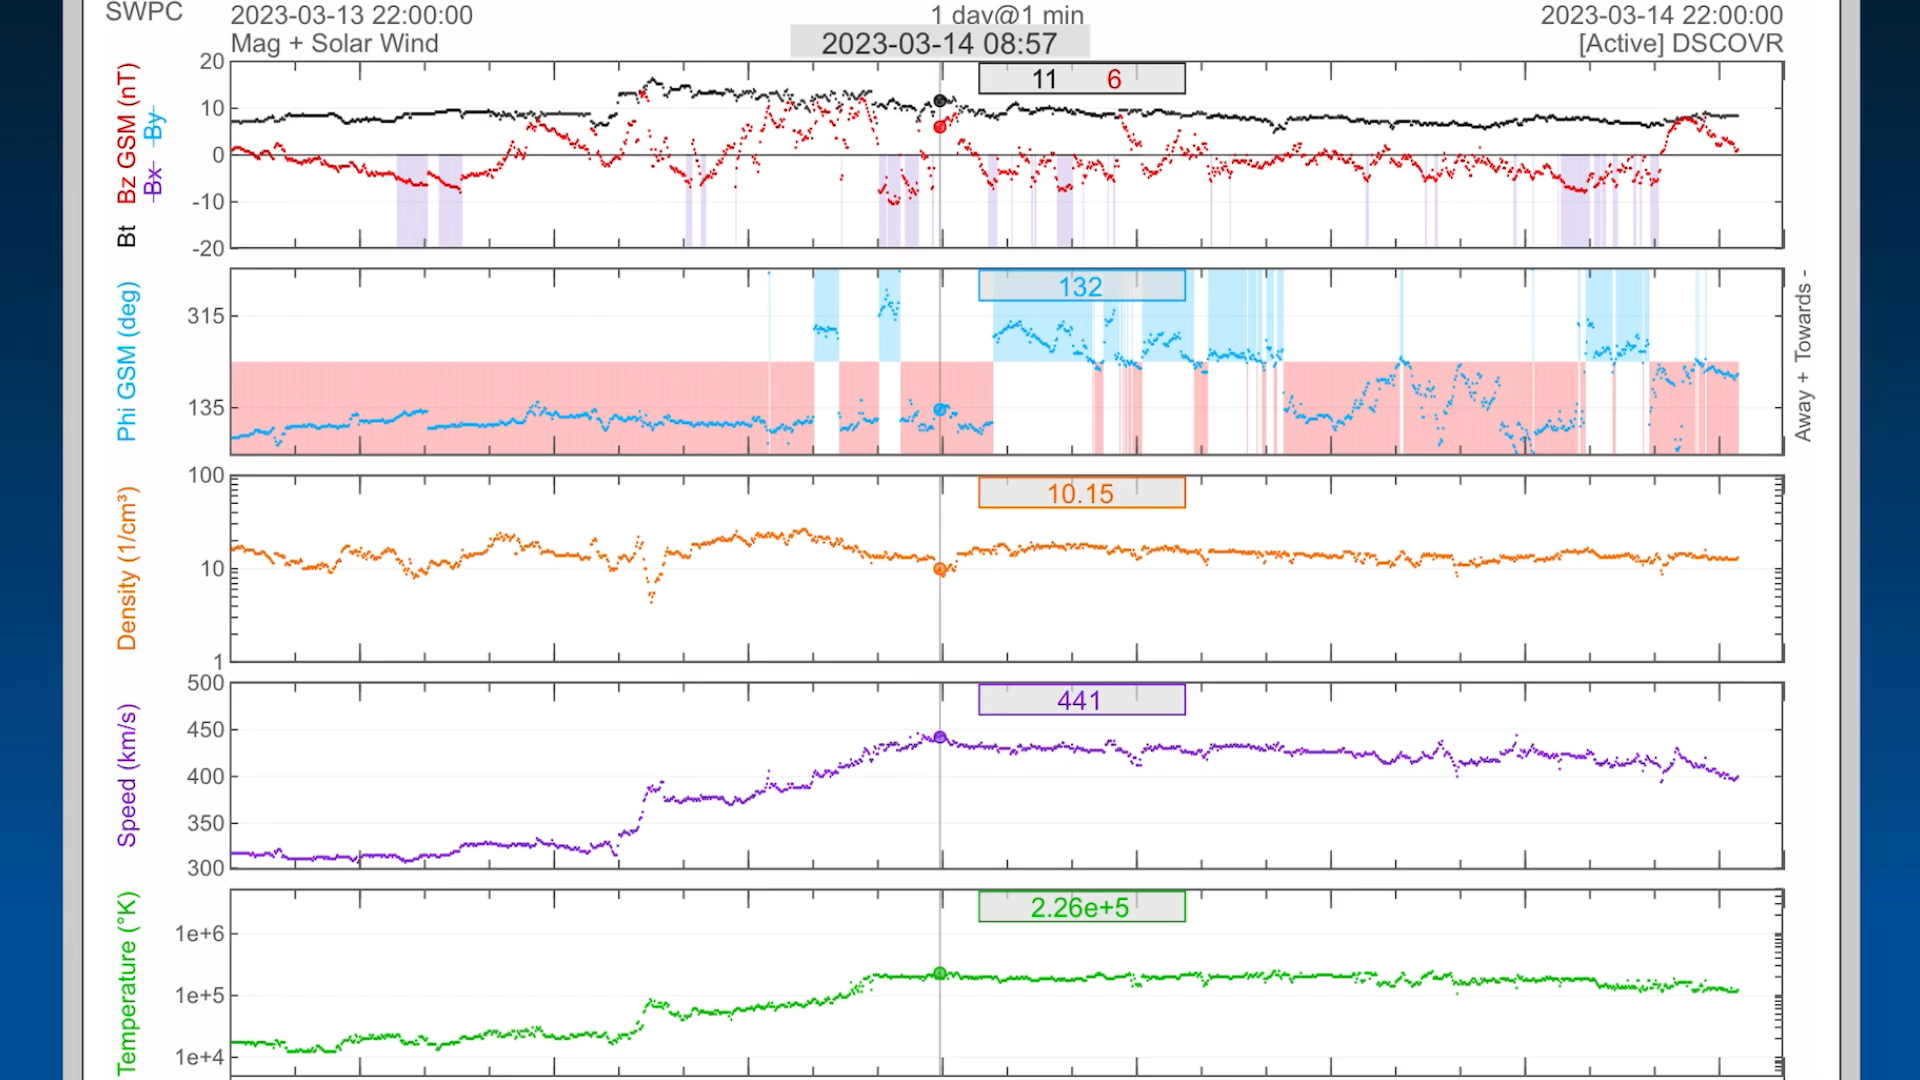 SWPC
2023-03-13 22:00:00
1 day@1 min
2023-03-14 22:00:00
Mag + Solar Wind
2023-03-14 08:57
[Active] DSCOVR
Bt Bz GSM (nT)
Bx By
20
10
0
-10
-20
11 6
Phi GSM (deg)
315
135
132
Away + Towards -
Density (1/cm³)
100
10
1
10.15
Speed (km/s)
500
450
400
350
300
441
Temperature (°K)
1e+6
1e+5
1e+4
2.26e+5